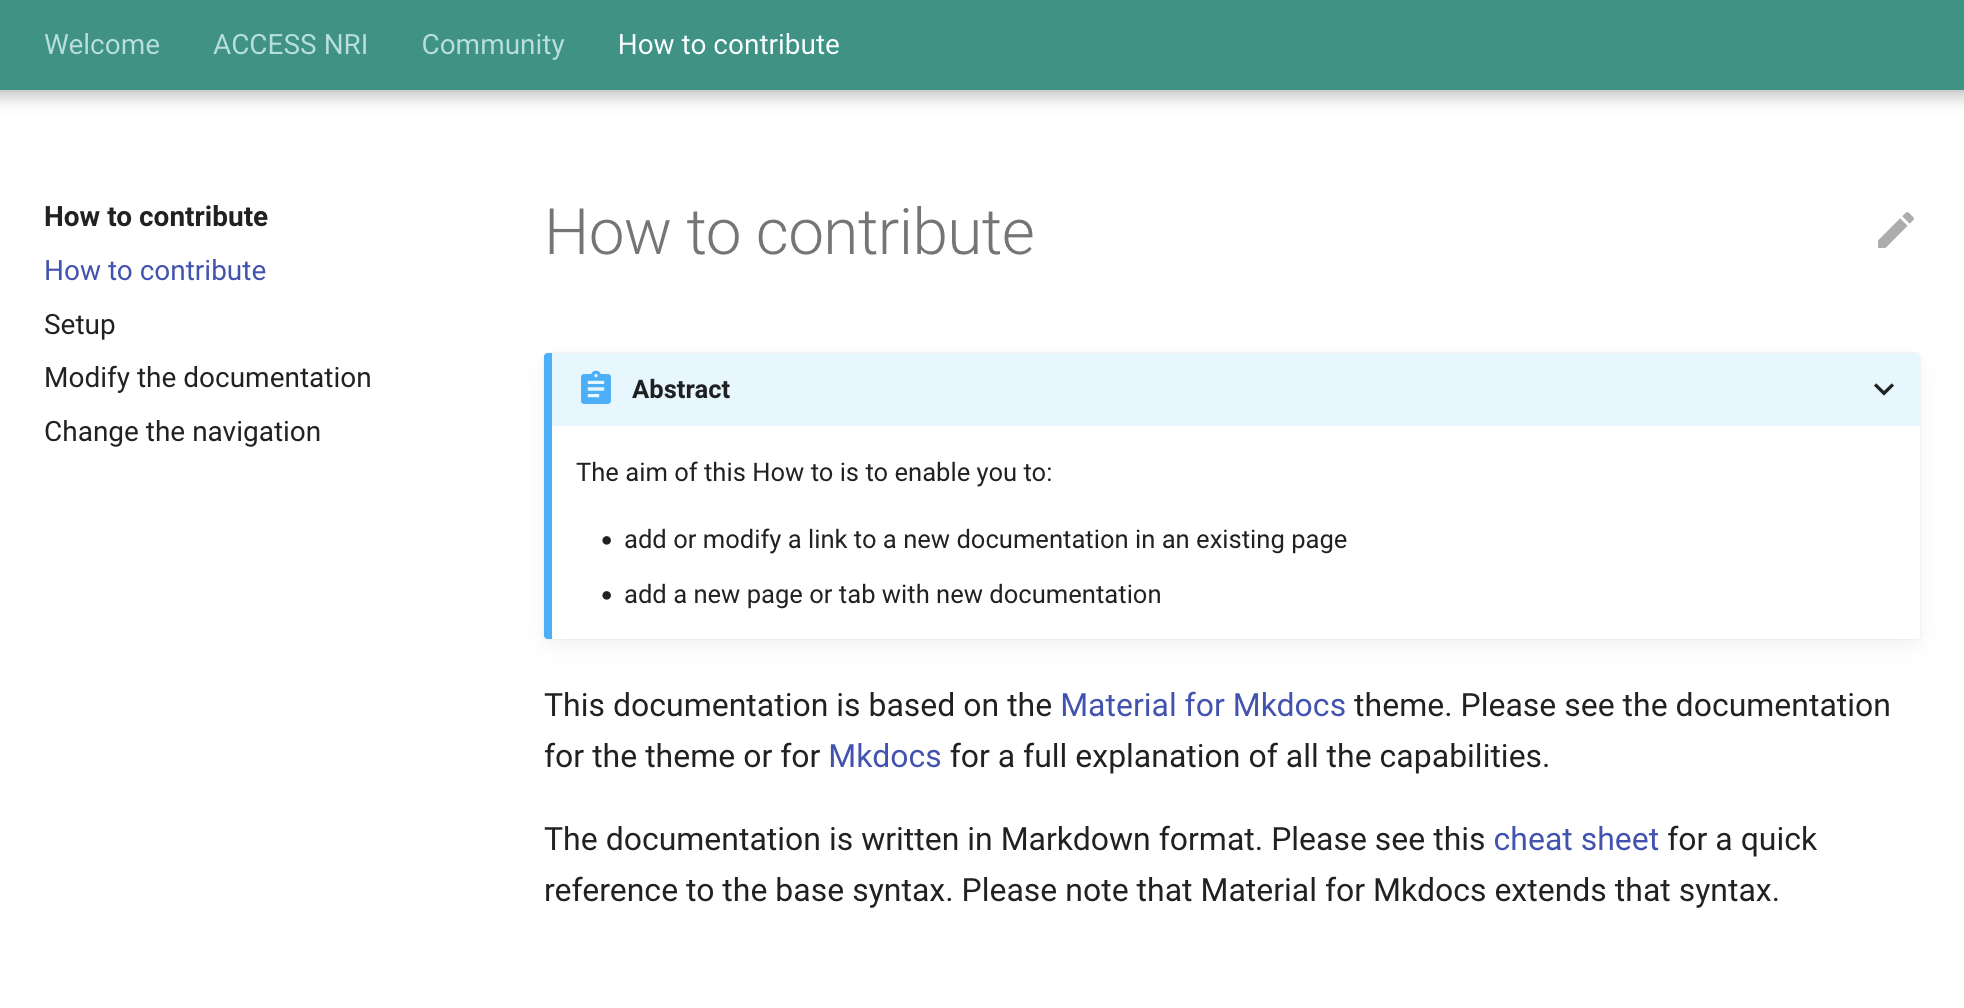 Welcome ACCESS NRI Community How to contribute
How to contribute
How to contribute
Setup
Modify the documentation
Change the navigation
How to contribute
Abstract
The aim of this How to is to enable you to:
• add or modify a link to a new documentation in an existing page
• add a new page or tab with new documentation
This documentation is based on the Material for Mkdocs theme. Please see the documentation
for the theme or for Mkdocs for a full explanation of all the capabilities.
The documentation is written in Markdown format. Please see this cheat sheet for a quick
reference to the base syntax. Please note that Material for Mkdocs extends that syntax.